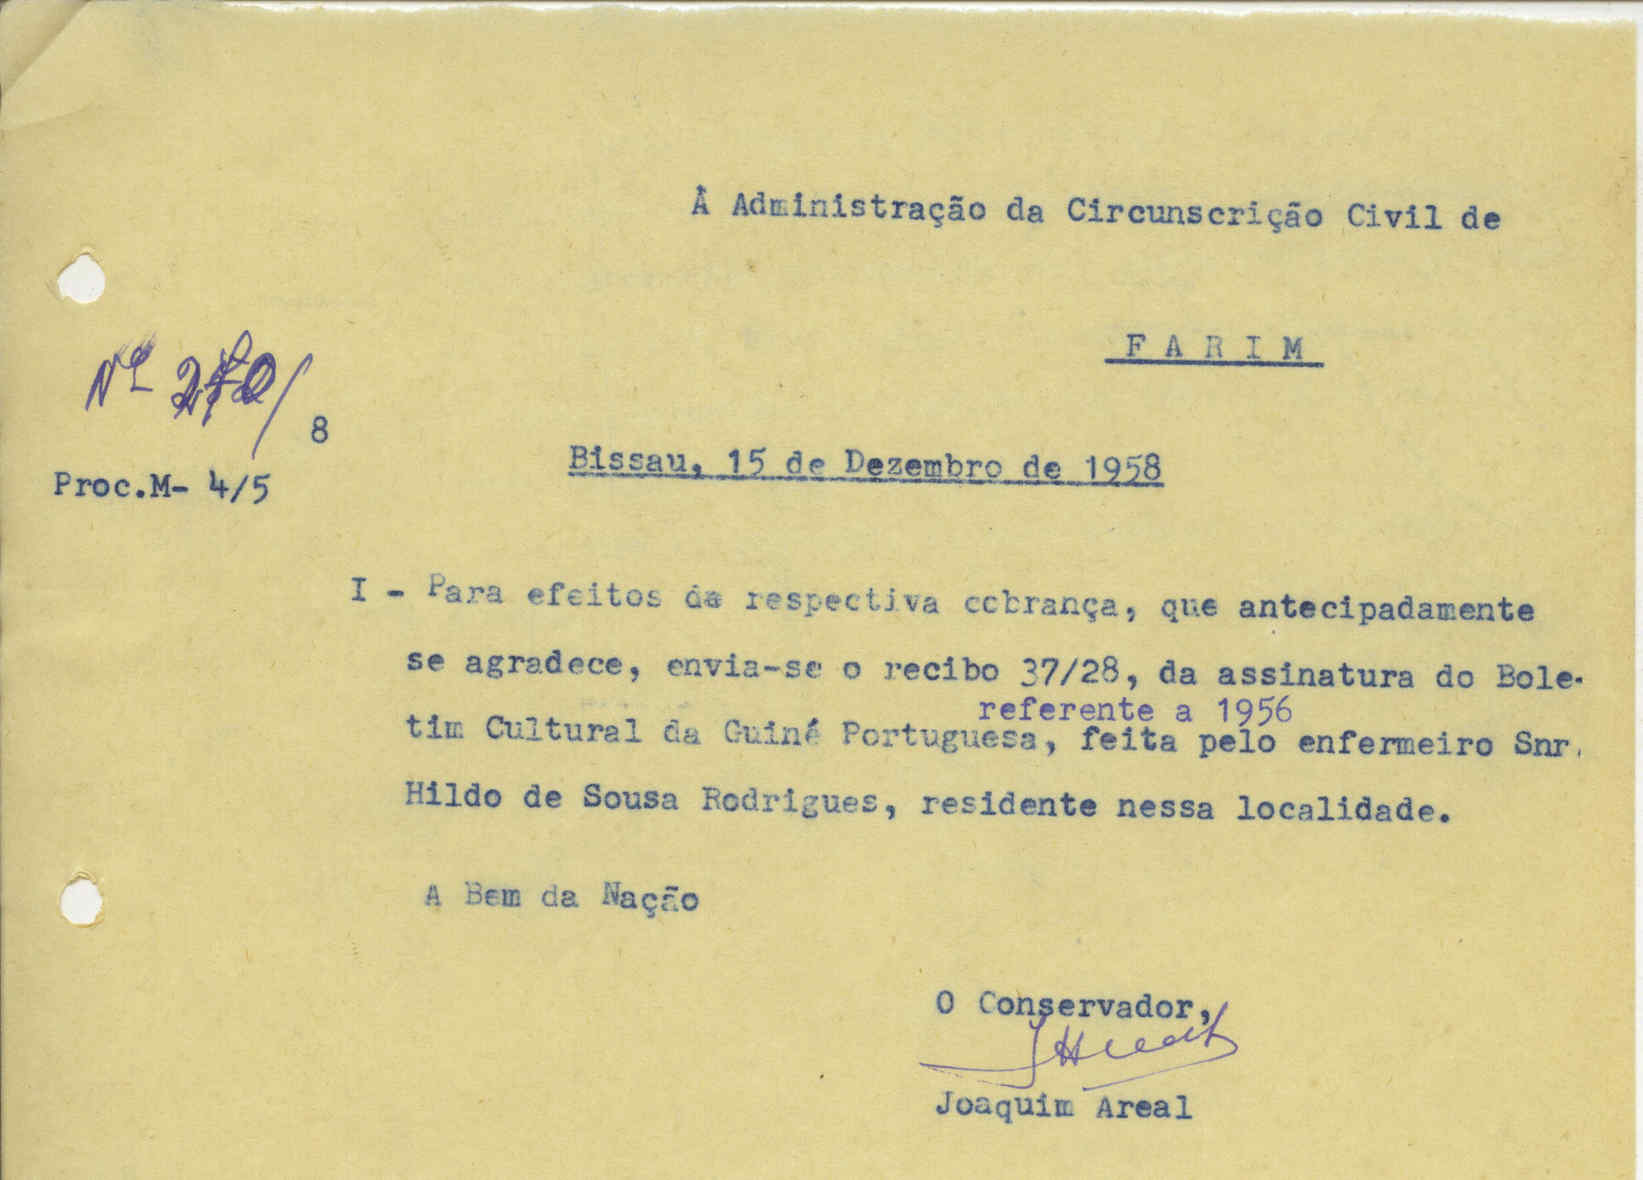 À Administração da Circunscrição Civil de
F A R I M
Nº /
8
Proc.M- 4/5
Bissau, 15 de Dezembro de 1958
I - Para efeitos da respectiva cobrança, que antecipadamente
se agradece, envia-se o recibo 37/28, da assinatura do Bole-
referente a 1956
tim Cultural da Guiné Portuguesa, feita pelo enfermeiro Snr.
Hildo de Sousa Rodrigues, residente nessa localidade.
A Bem da Nação
O Conservador,
Joaquim Areal